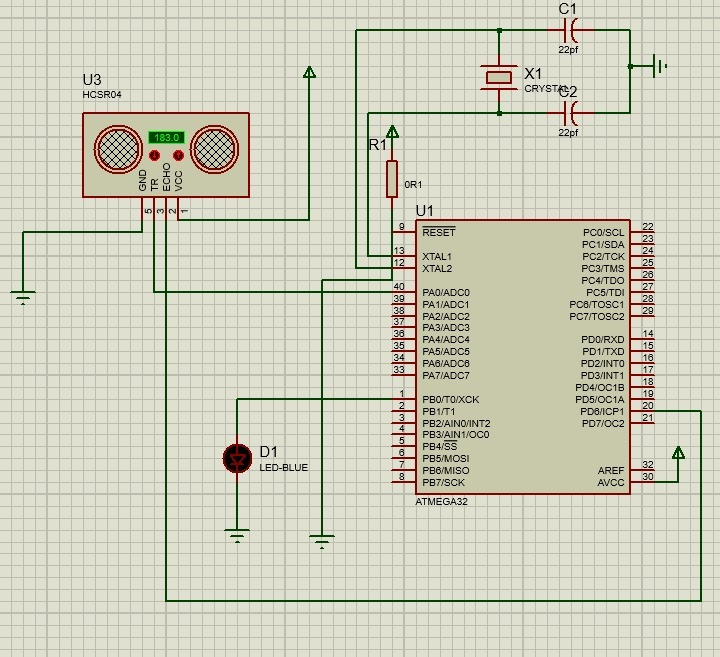 C1
22pf
X1
CRYSTAL
C2
22pf
U3
HCSR04
183.0
GND
TR
ECHO
VCC
5
3
2
1
R1
0R1
U1
9
RESET
13
XTAL1
12
XTAL2
40
PA0/ADC0
39
PA1/ADC1
38
PA2/ADC2
37
PA3/ADC3
36
PA4/ADC4
35
PA5/ADC5
34
PA6/ADC6
33
PA7/ADC7
1
PB0/T0/XCK
2
PB1/T1
3
PB2/AIN0/INT2
4
PB3/AIN1/OC0
5
PB4/SS
6
PB5/MOSI
7
PB6/MISO
8
PB7/SCK
PC0/SCL
22
PC1/SDA
23
PC2/TCK
24
PC3/TMS
25
PC4/TDO
26
PC5/TDI
27
PC6/TOSC1
28
PC7/TOSC2
29
PD0/RXD
14
PD1/TXD
15
PD2/INT0
16
PD3/INT1
17
PD4/OC1B
18
PD5/OC1A
19
PD6/ICP1
20
PD7/OC2
21
AREF
32
AVCC
30
ATMEGA32
D1
LED-BLUE